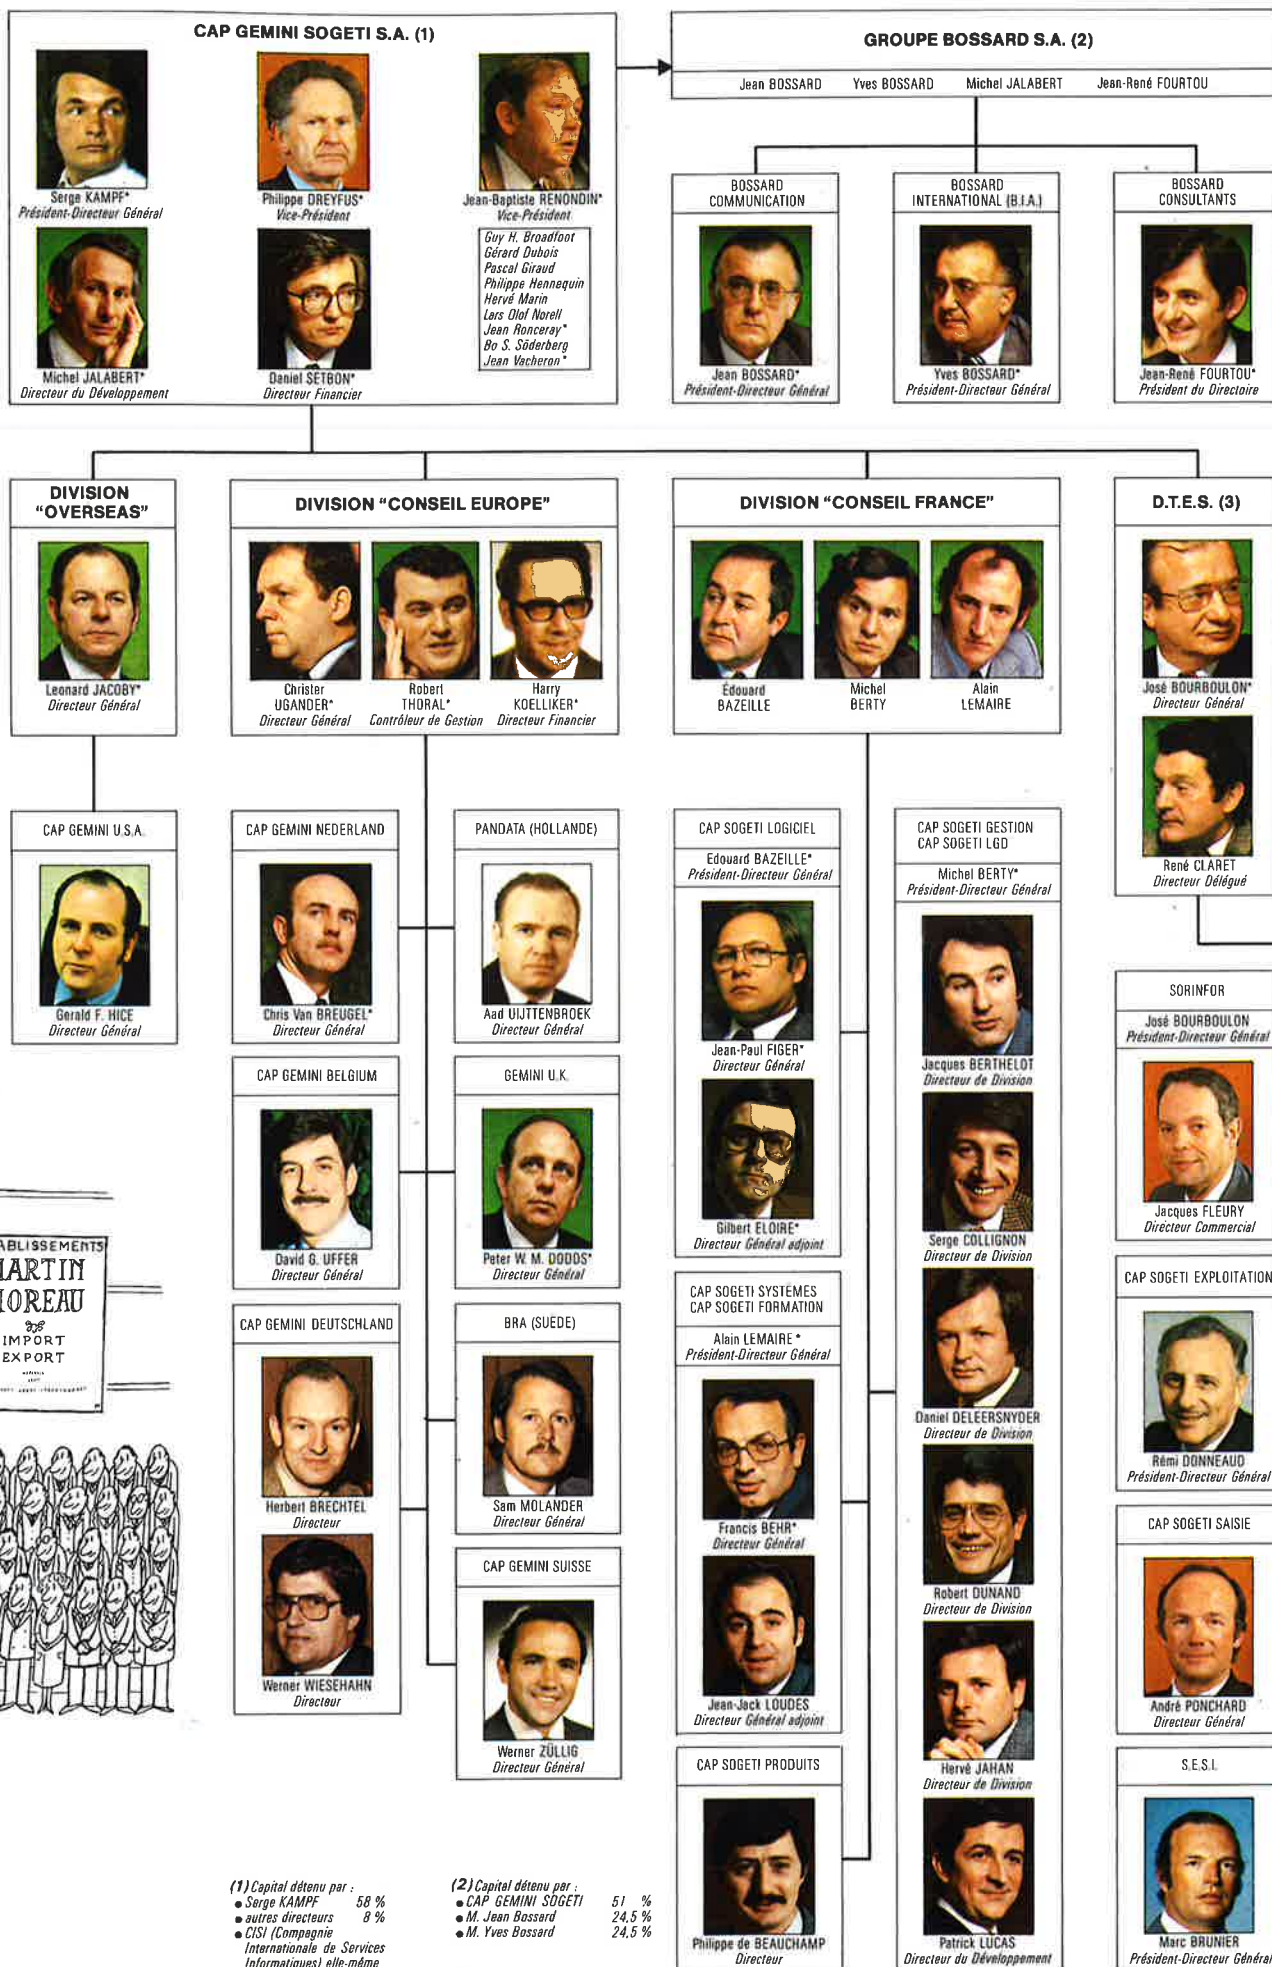 CAP GEMINI SOGETI S.A. (1)
Serge KAMPF*
Président-Directeur Général
Philippe DREYFUS*
Vice-Président
Jean-Baptiste RENONDIN*
Vice-Président
Michel JALABERT*
Directeur du Développement
Daniel SETBON*
Directeur Financier
Guy H. Broadfoot
Gérard Dubois
Pascal Giraud
Philippe Hennequin
Hervé Marin
Lars Olof Norell
Jean Ronceray*
Bo S. Söderberg
Jean Vacheron*
GROUPE BOSSARD S.A. (2)
Jean BOSSARD Yves BOSSARD Michel JALABERT Jean-René FOURTOU
BOSSARD
COMMUNICATION
Jean BOSSARD*
Président-Directeur Général
BOSSARD
INTERNATIONAL (B.I.A.)
Yves BOSSARD*
Président-Directeur Général
BOSSARD
CONSULTANTS
Jean-René FOURTOU*
Président du Directoire
DIVISION
"OVERSEAS"
Leonard JACOBY*
Directeur Général
DIVISION "CONSEIL EUROPE"
Christer
UGANDER*
Directeur Général
Robert
THORAL*
Contrôleur de Gestion
Harry
KOELLIKER*
Directeur Financier
DIVISION "CONSEIL FRANCE"
Édouard
BAZEILLE
Michel
BERTY
Alain
LEMAIRE
D.T.E.S. (3)
José BOURBOULON*
Directeur Général
René CLARET
Directeur Délégué
CAP GEMINI U.S.A.
Gerald F. HICE
Directeur Général
CAP GEMINI NEDERLAND
Chris Van BREUGEL*
Directeur Général
PANDATA (HOLLANDE)
Aad UIJTTENBROEK
Directeur Général
CAP GEMINI BELGIUM
David G. UFFER
Directeur Général
GEMINI U.K.
Peter W. M. DODDS*
Directeur Général
CAP GEMINI DEUTSCHLAND
Herbert BRECHTEL
Directeur
Werner WIESEHAHN
Directeur
BRA (SUÈDE)
Sam MOLANDER
Directeur Général
CAP GEMINI SUISSE
Werner ZÜLLIG
Directeur Général
CAP SOGETI LOGICIEL
Edouard BAZEILLE*
Président-Directeur Général
Jean-Paul FIGER*
Directeur Général
Gilbert ELOIRE*
Directeur Général adjoint
CAP SOGETI SYSTÈMES
CAP SOGETI FORMATION
Alain LEMAIRE*
Président-Directeur Général
Francis BEHR*
Directeur Général
Jean-Jack LOUDES
Directeur Général adjoint
CAP SOGETI PRODUITS
Philippe de BEAUCHAMP
Directeur
CAP SOGETI GESTION
CAP SOGETI LGD
Michel BERTY*
Président-Directeur Général
Jacques BERTHELOT
Directeur de Division
Serge COLLIGNON
Directeur de Division
Daniel DELEERSNYDER
Directeur de Division
Robert DUNAND
Directeur de Division
Hervé JAHAN
Directeur de Division
Patrick LUCAS
Directeur du Développement
SORINFOR
José BOURBOULON
Président-Directeur Général
Jacques FLEURY
Directeur Commercial
CAP SOGETI EXPLOITATION
Rémi DONNEAUD
Président-Directeur Général
CAP SOGETI SAISIE
André PONCHARD
Directeur Général
S.E.S.I.
Marc BRUNIER
Président-Directeur Général
ABLISSEMENTS
ARTIN
OREAU
IMPORT
EXPORT
(1) Capital détenu par :
• Serge KAMPF 58 %
• autres directeurs 8 %
• CISI (Compagnie
Internationale de Services
Informatiques) elle-même
(2) Capital détenu par :
• CAP GEMINI SOGETI 51 %
• M. Jean Bossard 24,5 %
• M. Yves Bossard 24,5 %